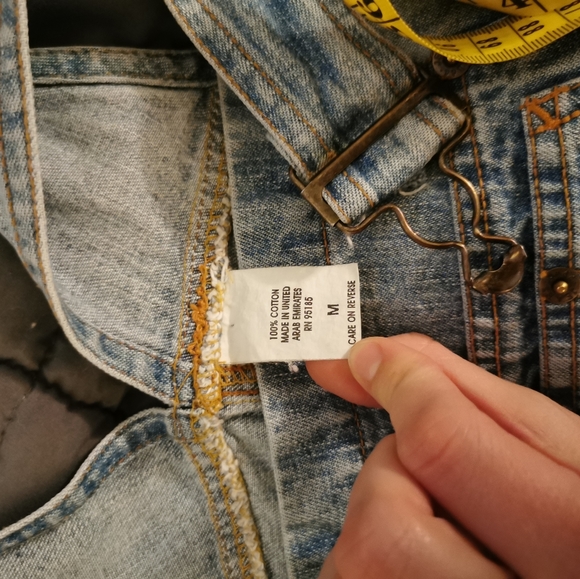 100% COTTON
MADE IN UNITED
ARAB EMIRATES
RN 95185
M
CARE ON REVERSE